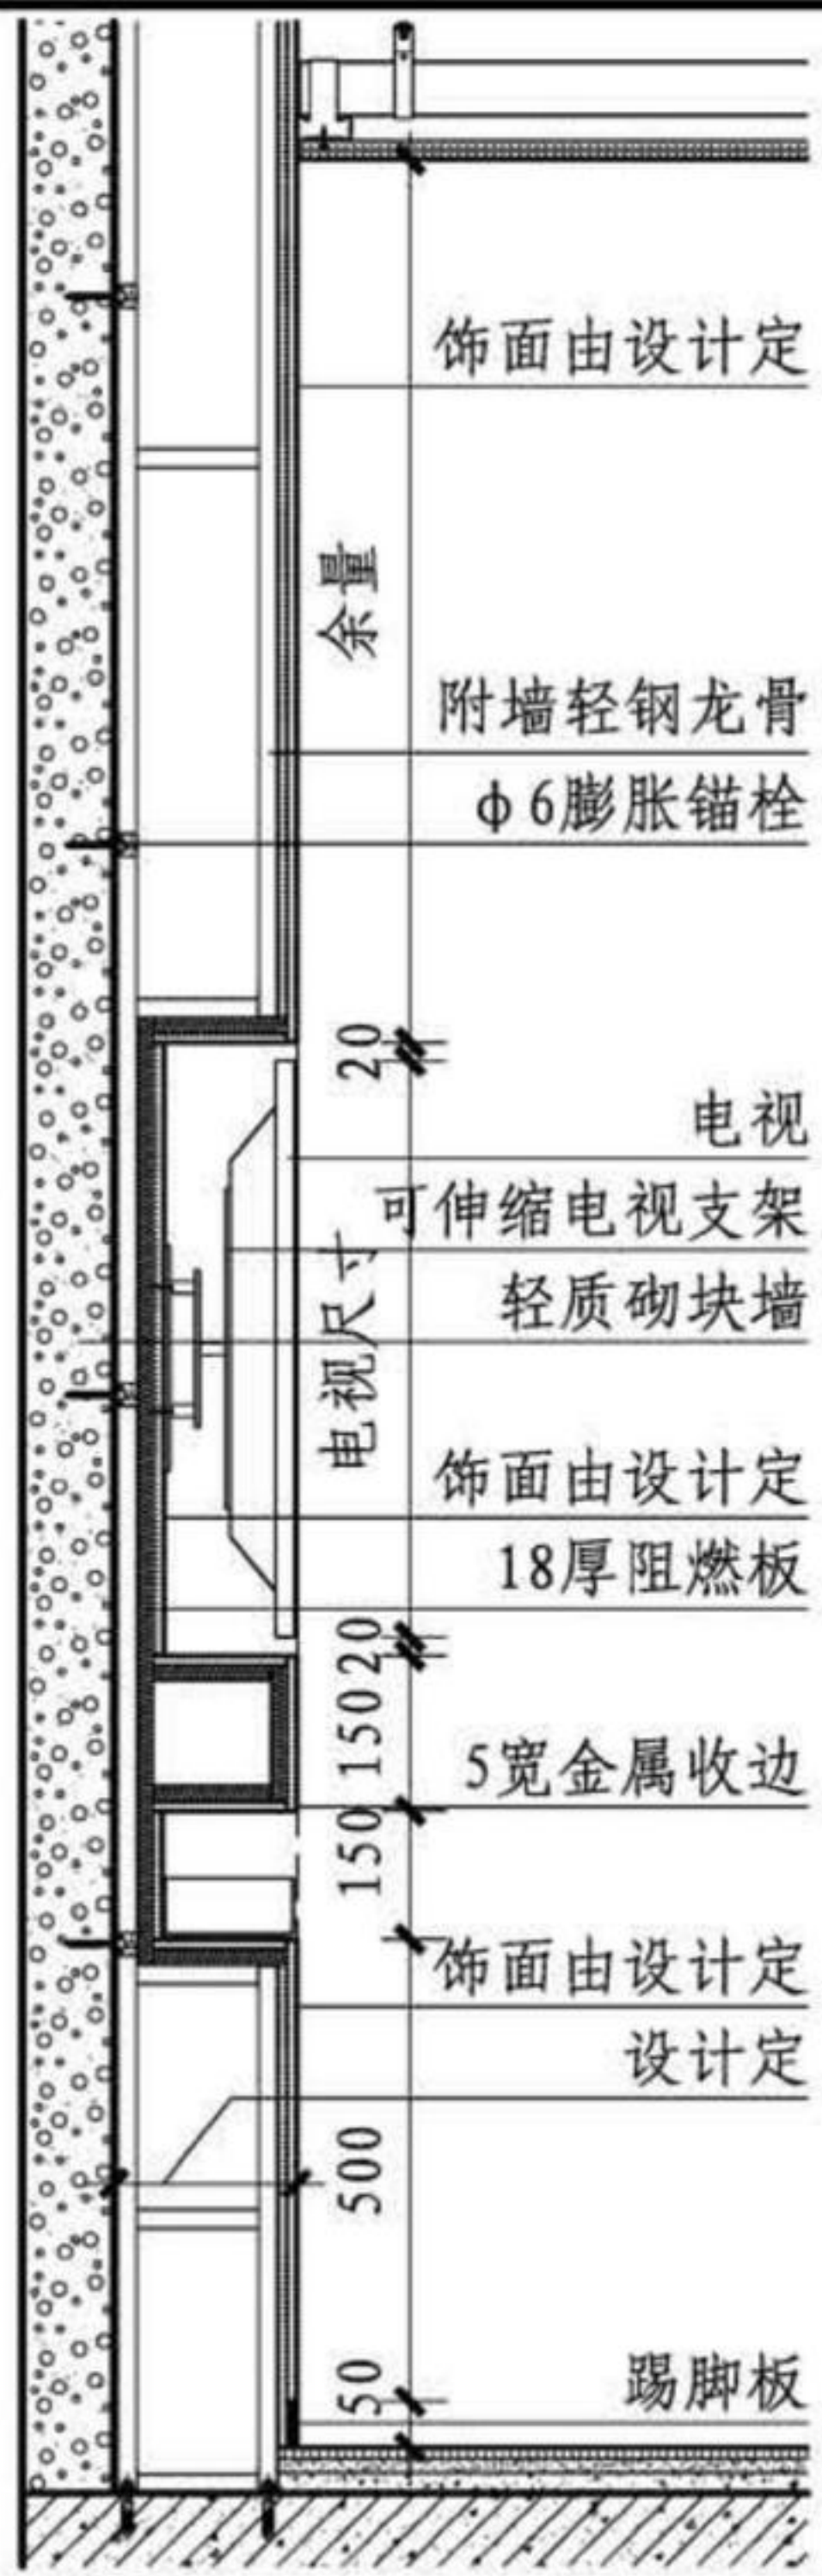 饰面由设计定
余量
附墙轻钢龙骨
ф6膨胀锚栓
20
电视
可伸缩电视支架
电视尺寸
轻质砌块墙
饰面由设计定
18厚阻燃板
20
150
5宽金属收边
150
饰面由设计定
设计定
500
踢脚板
50